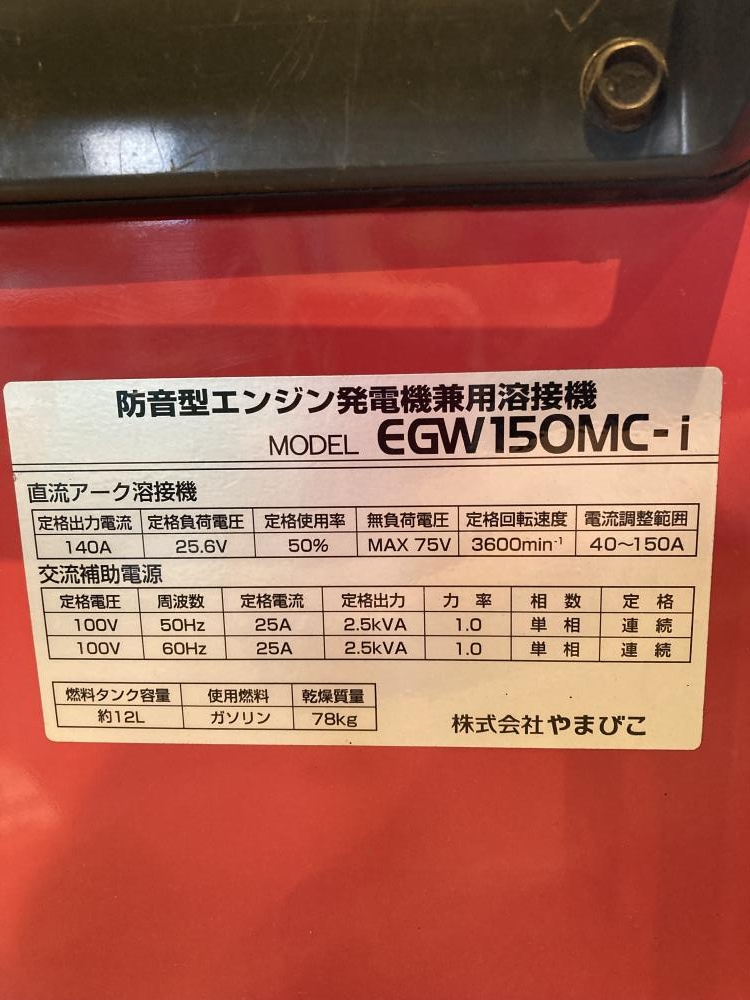 防音型エンジン発電機兼用溶接機
MODEL EGW150MC-i
直流アーク溶接機
定格出力電流 定格負荷電圧 定格使用率 無負荷電圧 定格回転速度 電流調整範囲
140A 25.6V 50% MAX 75V 3600min⁻¹ 40～150A
交流補助電源
定格電圧 周波数 定格電流 定格出力 力率 相数 定格
100V 50Hz 25A 2.5kVA 1.0 単相 連続
100V 60Hz 25A 2.5kVA 1.0 単相 連続
燃料タンク容量 使用燃料 乾燥質量
約12L ガソリン 78kg
株式会社やまびこ